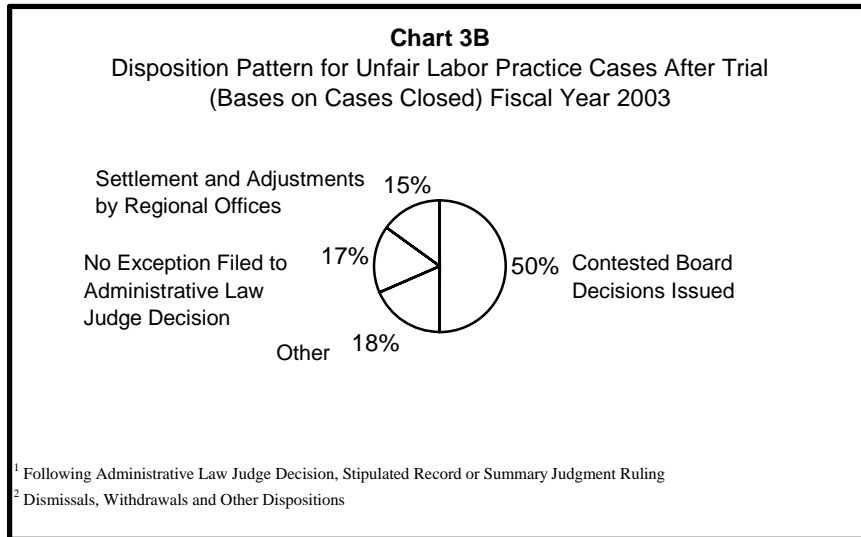 Chart 3B
Disposition Pattern for Unfair Labor Practice Cases After Trial
(Bases on Cases Closed) Fiscal Year 2003
Settlement and Adjustments
by Regional Offices
15%
No Exception Filed to
Administrative Law
Judge Decision
17%
50%
Contested Board
Decisions Issued
Other
18%
1 Following Administrative Law Judge Decision, Stipulated Record or Summary Judgment Ruling
2 Dismissals, Withdrawals and Other Dispositions